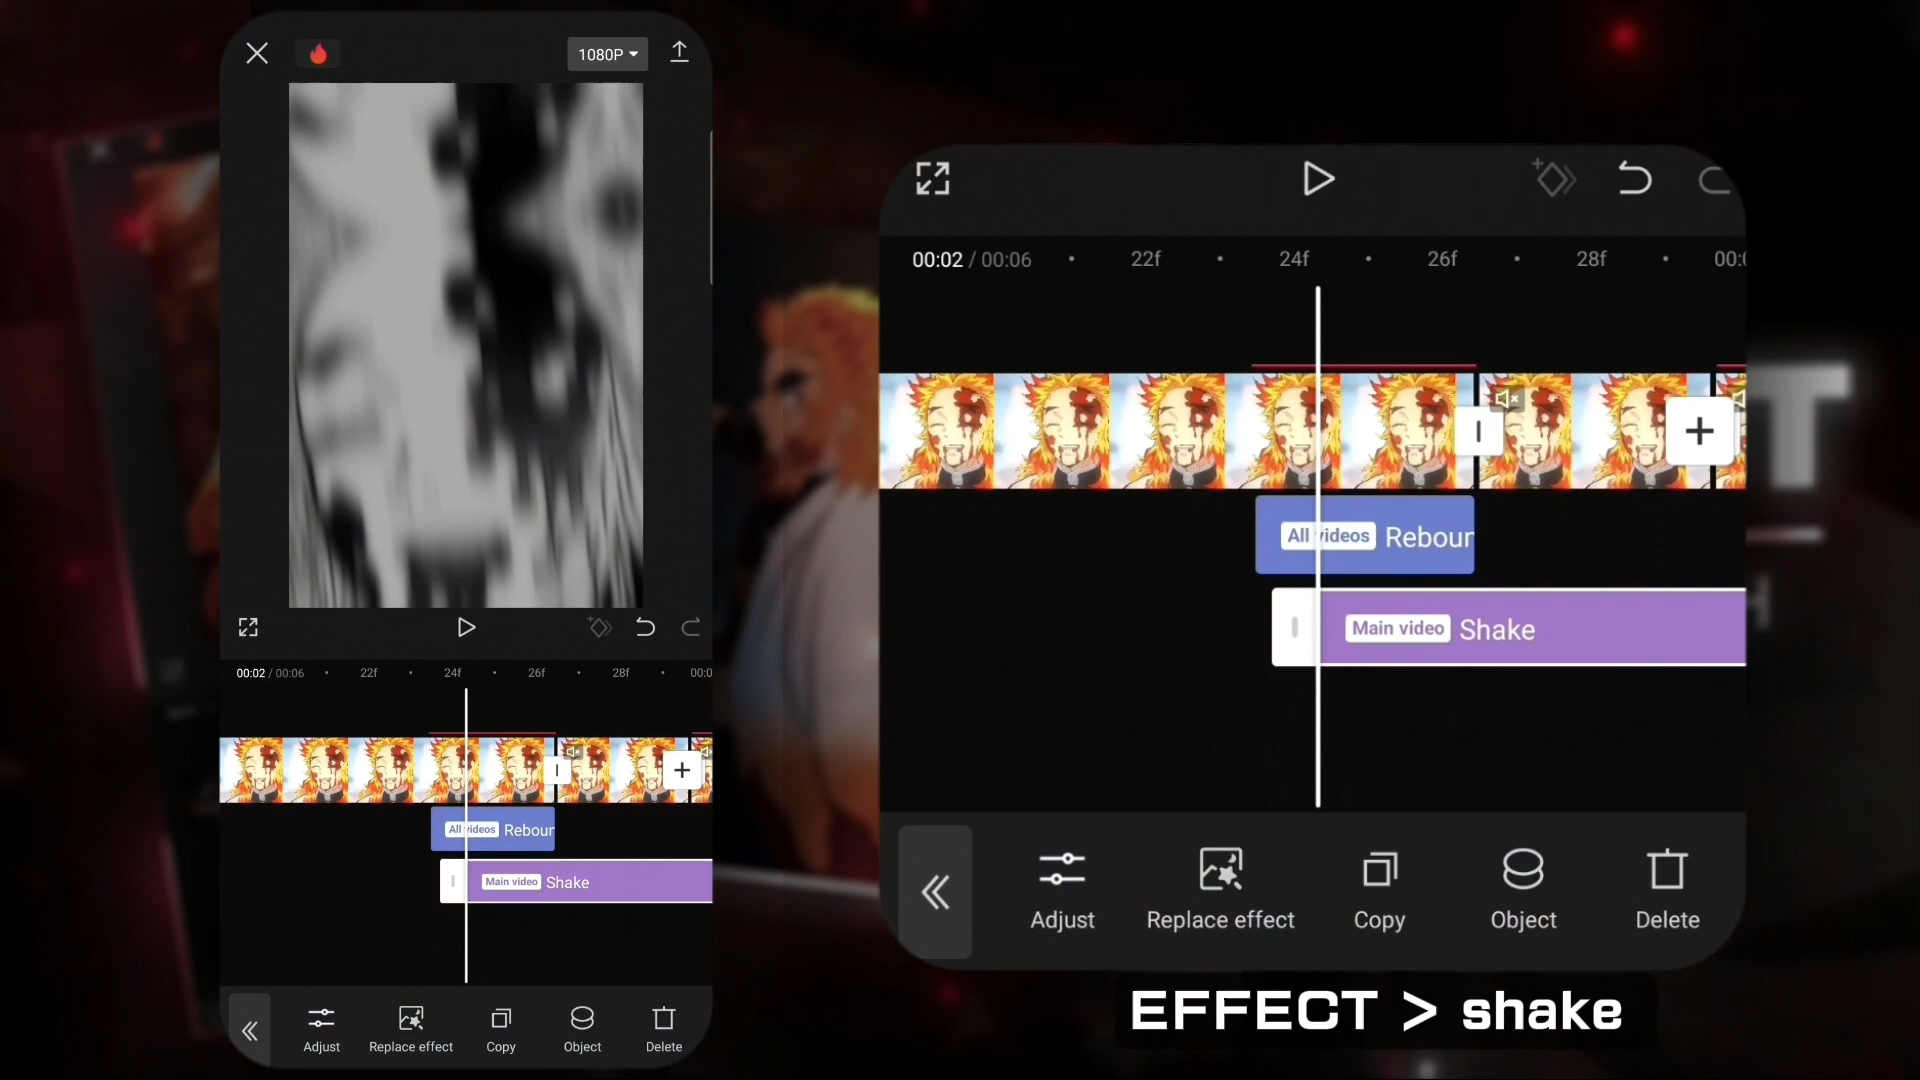 1080P
00:02 / 00:06
22f
24f
26f
28f
00:0
All videos
Rebour
Main video
Shake
Adjust
Replace effect
Copy
Object
Delete
00:02 / 00:06
22f
24f
26f
28f
All videos
Rebour
Main video
Shake
Adjust
Replace effect
Copy
Object
Delete
T
EFFECT > shake